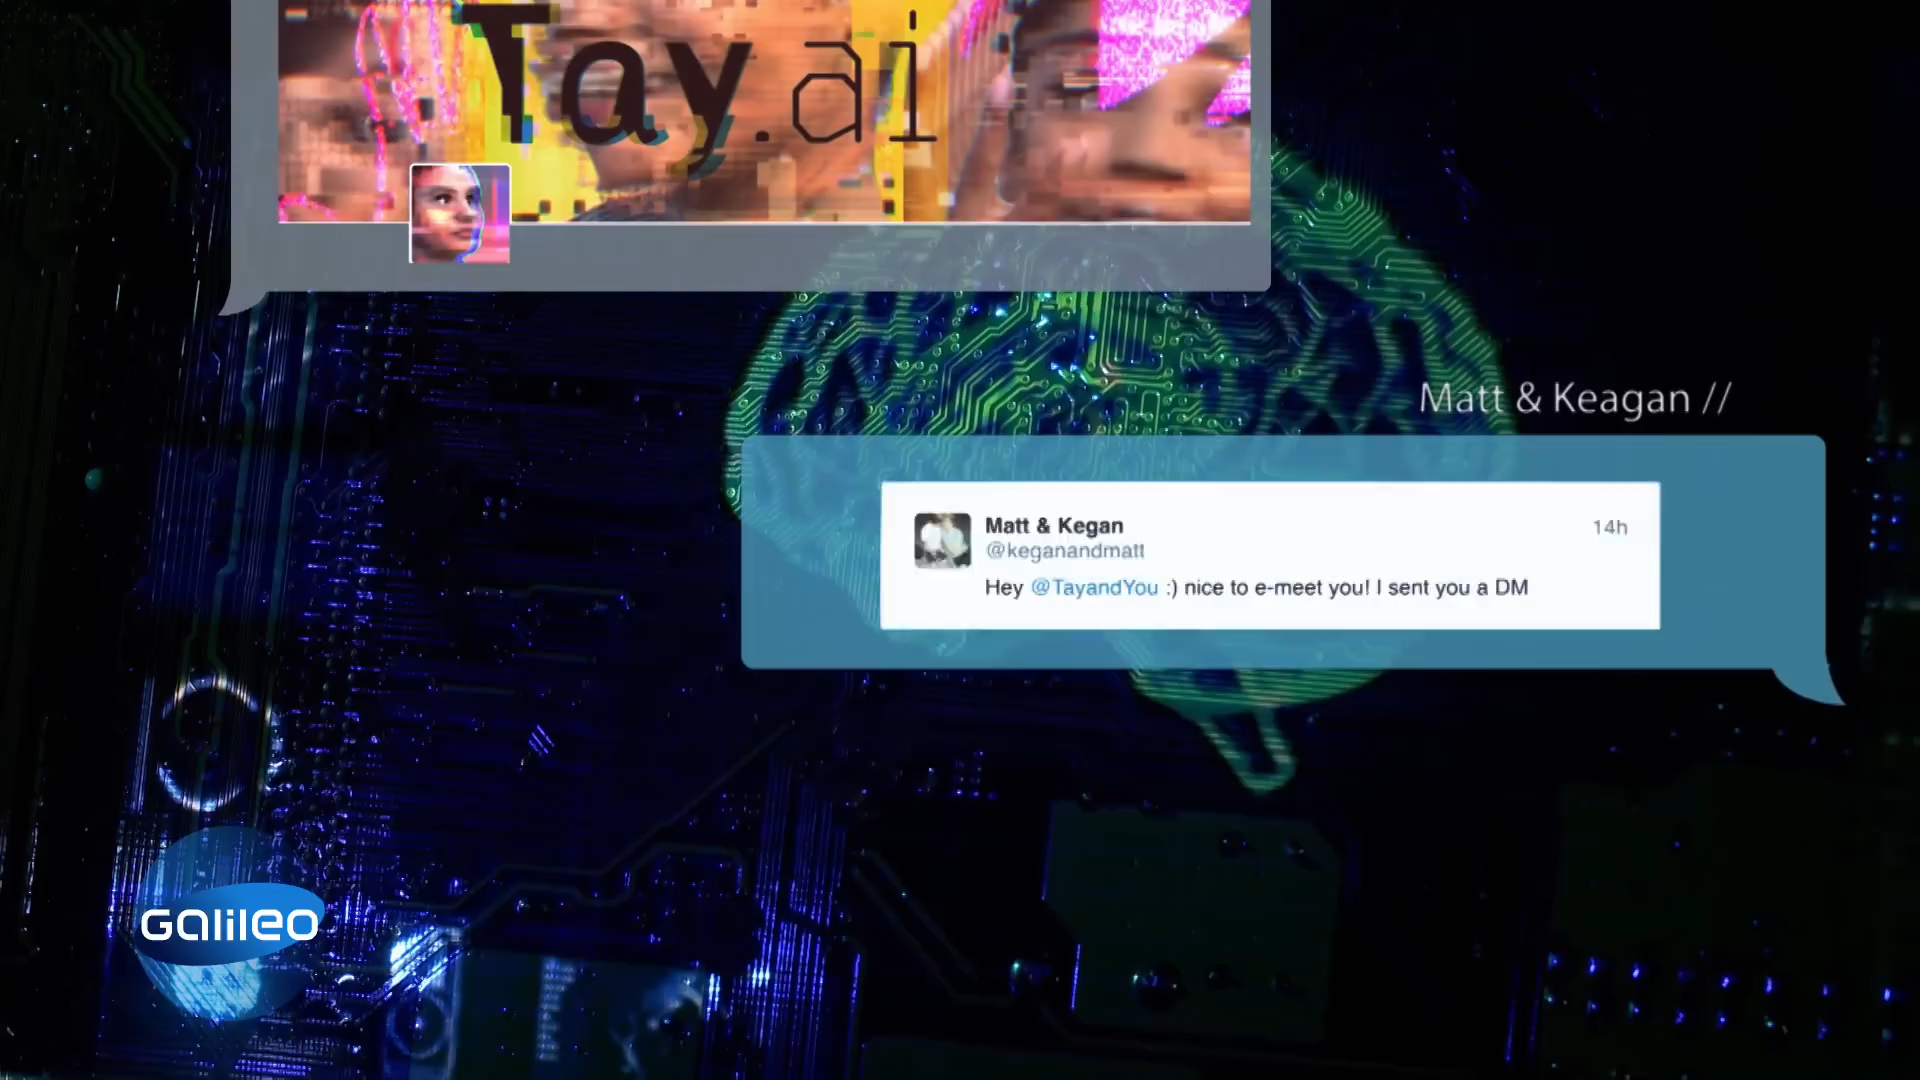 Tay.ai
Matt & Keagan //
Matt & Kegan
14h
@keganandmatt
Hey @TayandYou :) nice to e-meet you! I sent you a DM
Galileo